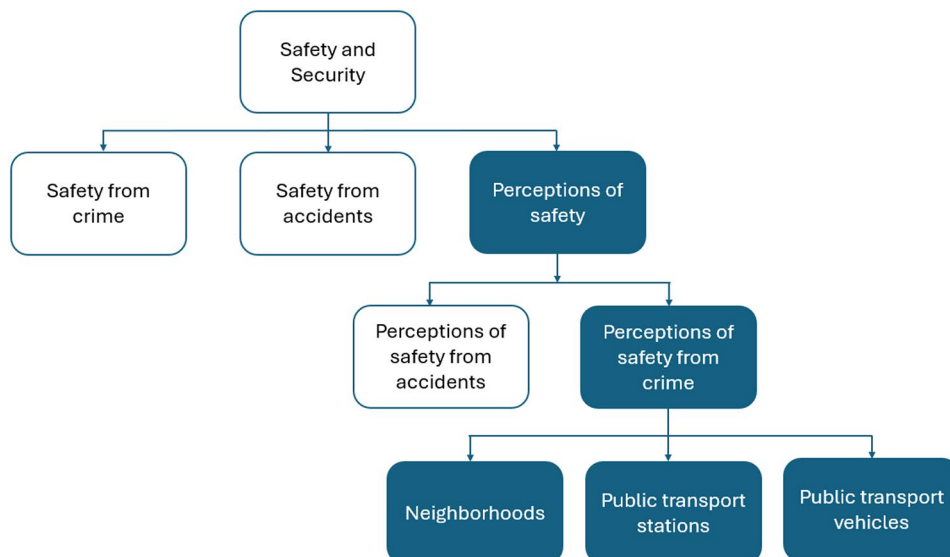 Safety and
Security
Safety from
crime
Safety from
accidents
Perceptions of
safety
Perceptions of
safety from
accidents
Perceptions of
safety from
crime
Neighborhoods
Public transport
stations
Public transport
vehicles